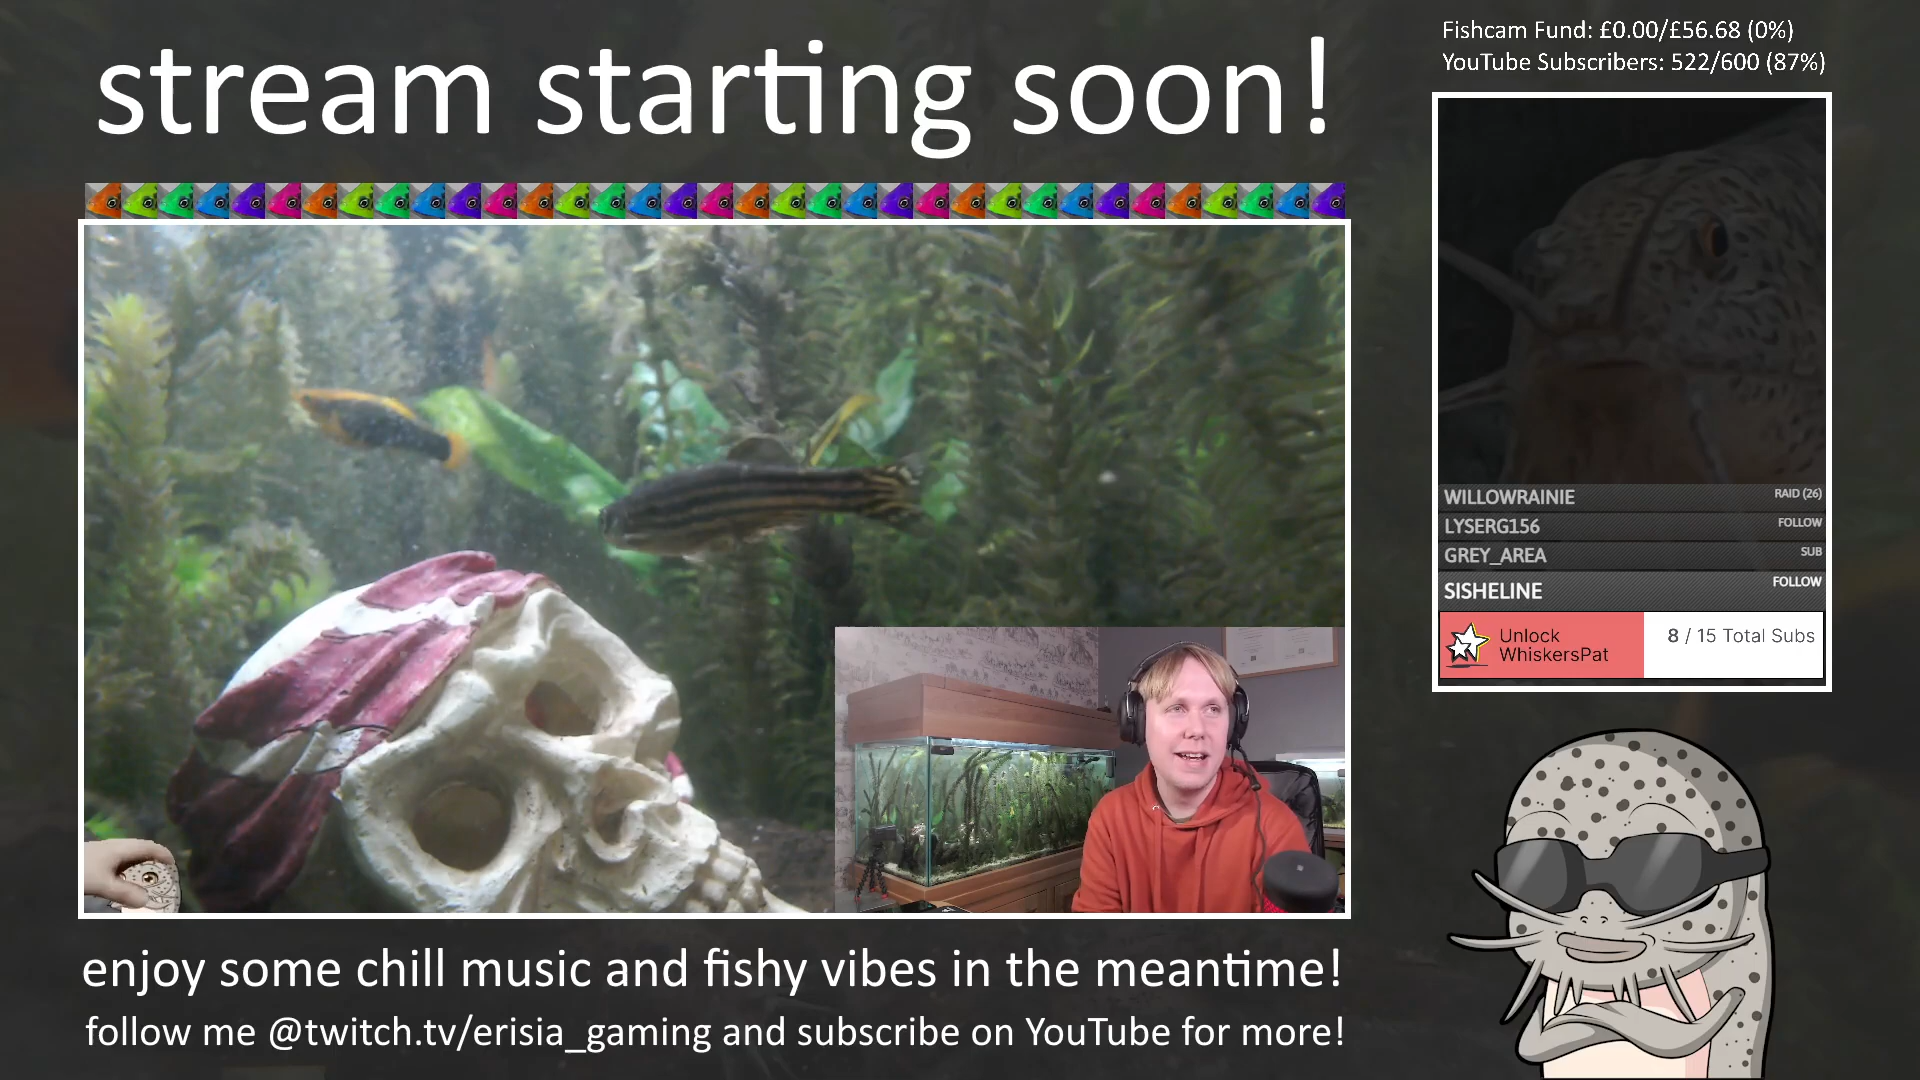 stream starting soon!
Fishcam Fund: £0.00/£56.68 (0%)
YouTube Subscribers: 522/600 (87%)
WILLOWRAINIE RAID (26)
LYSERG156 FOLLOW
GREY_AREA SUB
SISHELINE FOLLOW
Unlock
WhiskersPat
8 / 15 Total Subs
enjoy some chill music and fishy vibes in the meantime!
follow me @twitch.tv/erisia_gaming and subscribe on YouTube for more!